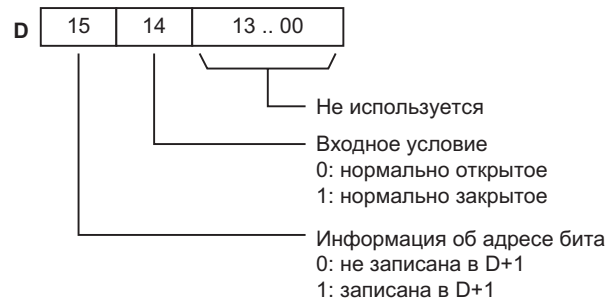 D 15 14 13 .. 00
Не используется
Входное условие
0: нормально открытое
1: нормально закрытое
Информация об адресе бита
0: не записана в D+1
1: записана в D+1